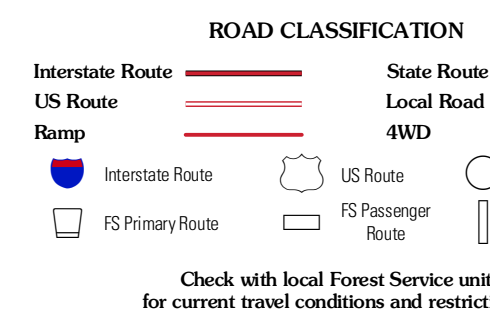 ROAD CLASSIFICATION
Interstate Route
State Route
US Route
Local Road
Ramp
4WD
Interstate Route
US Route
FS Primary Route
FS Passenger
Route
Check with local Forest Service unit
for current travel conditions and restricti